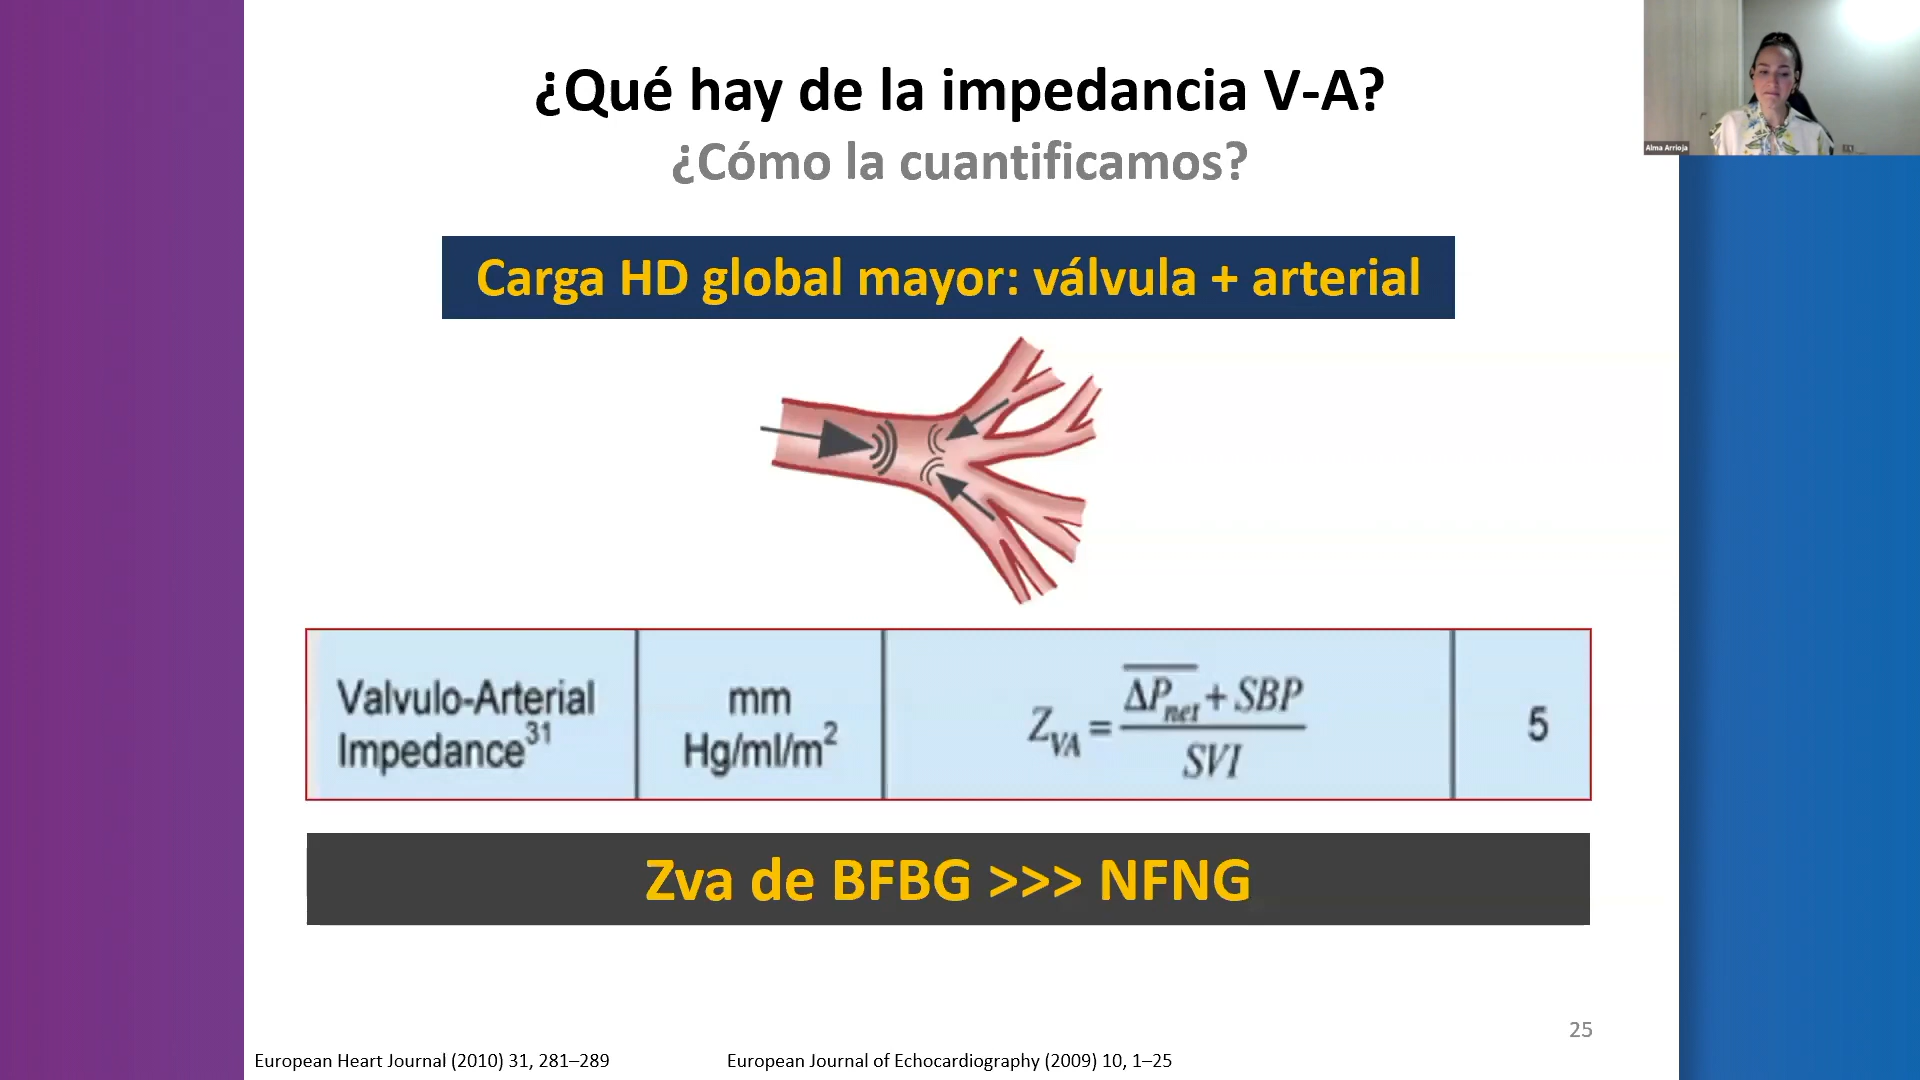 ¿Qué hay de la impedancia V-A?
¿Cómo la cuantificamos?
Alma Arrioja
Carga HD global mayor: válvula + arterial
Valvulo-Arterial
Impedance³¹
mm
Hg/ml/m²
Z_VA = (ΔP_net + SBP) / SVI
5
Zva de BFBG >>> NFNG
25
European Heart Journal (2010) 31, 281–289
European Journal of Echocardiography (2009) 10, 1–25